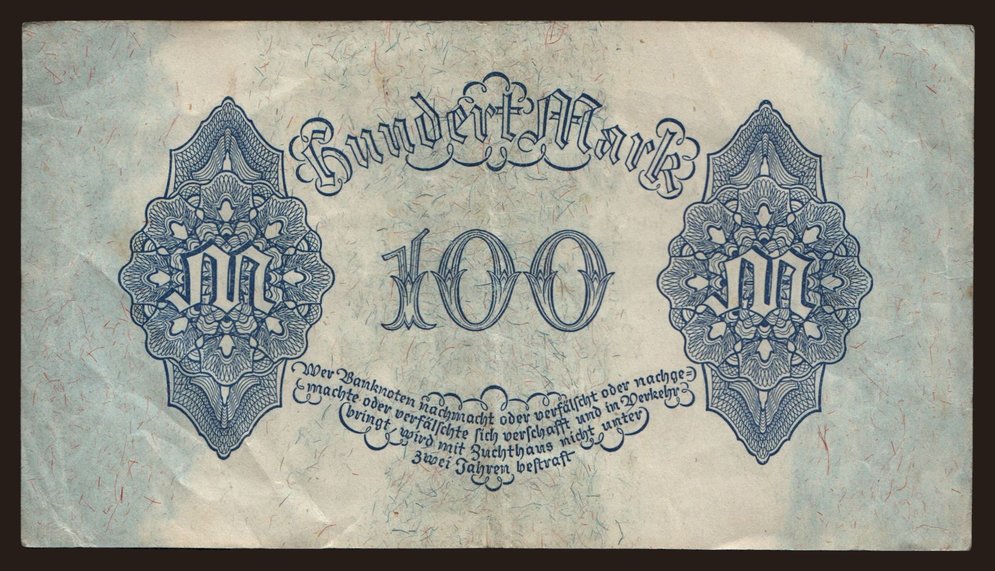 Hundert Mark
M
100
M
Wer Banknoten nachmacht oder verfälscht oder nachge=
machte oder verfälschte sich verschafft und in Verkehr
bringt, wird mit Zuchthaus nicht unter
zwei Jahren bestraft